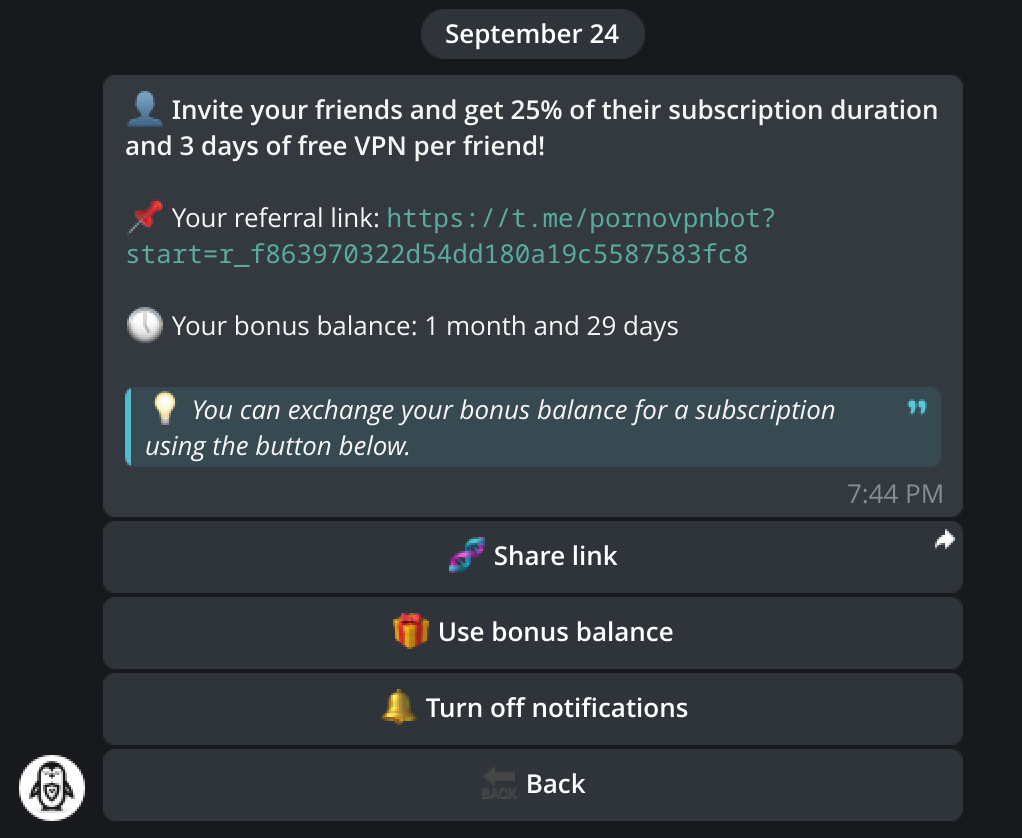 September 24
Invite your friends and get 25% of their subscription duration
and 3 days of free VPN per friend!
Your referral link: https://t.me/pornovpnbot?
start=r_f863970322d54dd180a19c5587583fc8
Your bonus balance: 1 month and 29 days
You can exchange your bonus balance for a subscription
using the button below.
7:44 PM
Share link
Use bonus balance
Turn off notifications
BACK Back